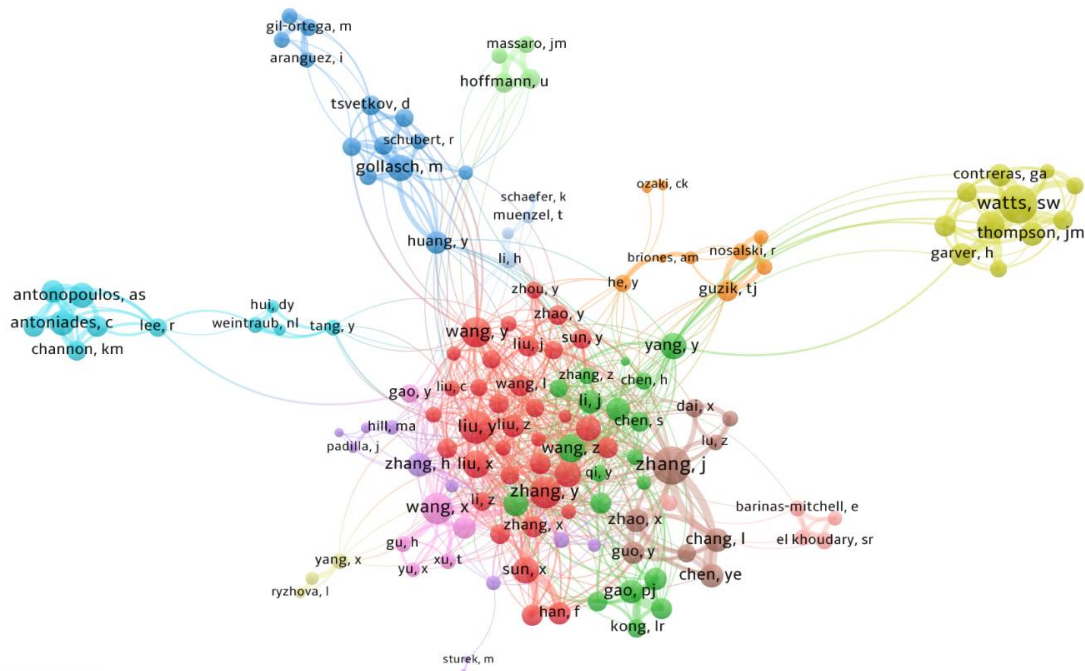 gil-ortega, m
aranguez, i
massaro, jm
hoffmann, u
tsvetkov, d
schubert, r
gollasch, m
ozaki, ck
contreras, ga
watts, sw
thompson, jm
garver, h
schaefer, k
muenzel, t
huang, y
li, h
briones, am
nosalski, r
guzik, tj
he, y
zhou, y
antonopoulos, as
antoniades, c
channon, km
lee, r
hui, dy
weintraub, nl
tang, y
wang, y
zhao, y
liu, j
sun, y
yang, y
gao, y
liu, c
wang, l
zhang, z
chen, h
li, j
chen, s
dai, x
lu, z
hill, ma
padilla, j
liu, y
liu, z
wang, z
zhang, h
liu, x
qi, y
zhang, j
zhang, y
wang, x
li, z
zhang, x
zhao, x
barinas-mitchell, e
el khoudary, sr
chang, l
guo, y
chen, ye
gu, h
xu, t
yu, x
yang, x
ryzhova, l
sun, x
gao, pj
han, f
kong, lr
sturek, m